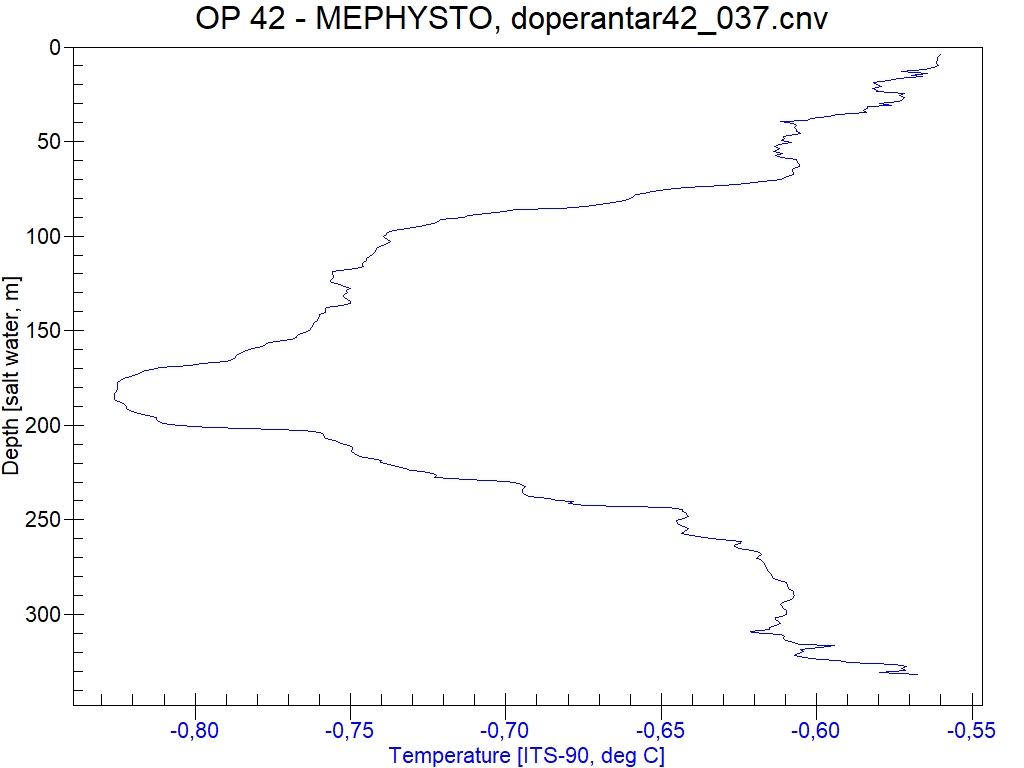 OP 42 - MEPHYSTO, doperantar42_037.cnv
0
50
100
150
200
250
300
Depth [salt water, m]
-0,80 -0,75 -0,70 -0,65 -0,60 -0,55
Temperature [ITS-90, deg C]